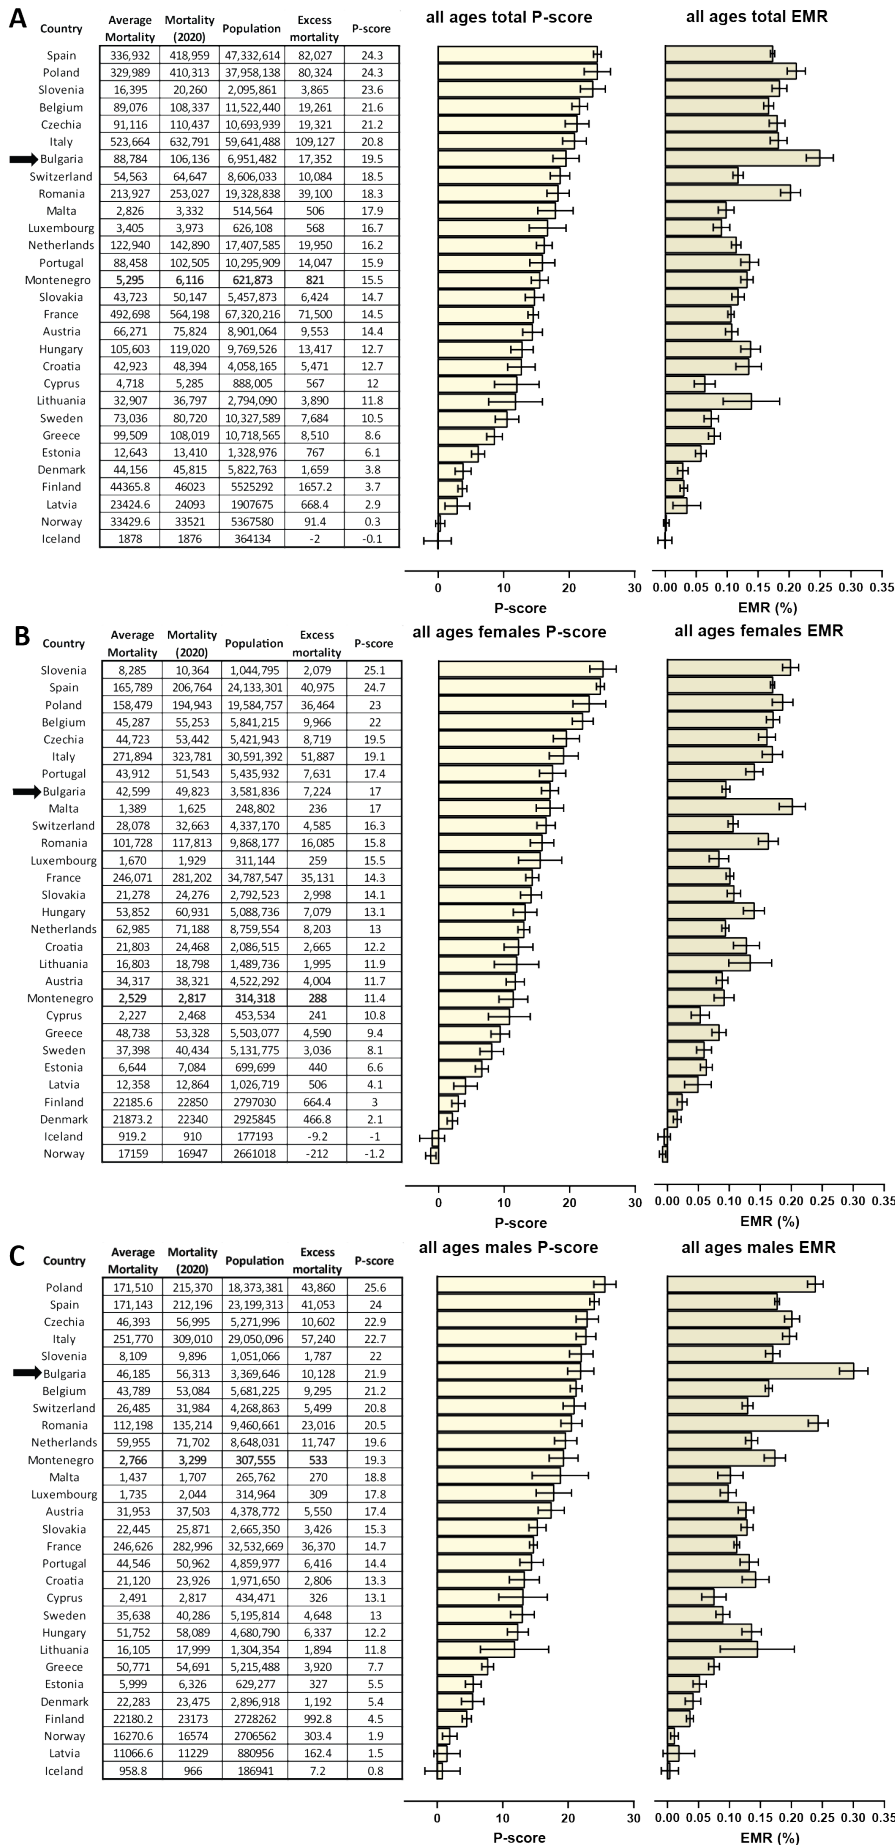 A
Country Average Mortality Mortality (2020) Population Excess mortality P-score
all ages total P-score
all ages total EMR
Spain 336,932 418,959 47,332,614 82,027 24.3
Poland 329,989 410,313 37,958,138 80,324 24.3
Slovenia 16,395 20,260 2,095,861 3,865 23.6
Belgium 89,076 108,337 11,522,440 19,261 21.6
Czechia 91,116 110,437 10,693,939 19,321 21.2
Italy 523,664 632,791 59,641,488 109,127 20.8
Bulgaria 88,784 106,136 6,951,482 17,352 19.5
Switzerland 54,563 64,647 8,606,033 10,084 18.5
Romania 213,927 253,027 19,328,838 39,100 18.3
Malta 2,826 3,332 514,564 506 17.9
Luxembourg 3,405 3,973 626,108 568 16.7
Netherlands 122,940 142,890 17,407,585 19,950 16.2
Portugal 88,458 102,505 10,295,909 14,047 15.9
Montenegro 5,295 6,116 621,873 821 15.5
Slovakia 43,723 50,147 5,457,873 6,424 14.7
France 492,698 564,198 67,320,216 71,500 14.5
Austria 66,271 75,824 8,901,064 9,553 14.4
Hungary 105,603 119,020 9,769,526 13,417 12.7
Croatia 42,923 48,394 4,058,165 5,471 12.7
Cyprus 4,718 5,285 888,005 567 12
Lithuania 32,907 36,797 2,794,090 3,890 11.8
Sweden 73,036 80,720 10,327,589 7,684 10.5
Greece 99,509 108,019 10,718,565 8,510 8.6
Estonia 12,643 13,410 1,328,976 767 6.1
Denmark 44,156 45,815 5,822,763 1,659 3.8
Finland 44365.8 46023 5525292 1657.2 3.7
Latvia 23424.6 24093 1907675 668.4 2.9
Norway 33429.6 33521 5367580 91.4 0.3
Iceland 1878 1876 364134 -2 -0.1
0 10 20 30
P-score
0.00 0.05 0.10 0.15 0.20 0.25 0.30 0.35
EMR (%)
B
Country Average Mortality Mortality (2020) Population Excess mortality P-score
all ages females P-score
all ages females EMR
Slovenia 8,285 10,364 1,044,795 2,079 25.1
Spain 165,789 206,764 24,133,301 40,975 24.7
Poland 158,479 194,943 19,584,757 36,464 23
Belgium 45,287 55,253 5,841,215 9,966 22
Czechia 44,723 53,442 5,421,943 8,719 19.5
Italy 271,894 323,781 30,591,392 51,887 19.1
Portugal 43,912 51,543 5,435,932 7,631 17.4
Bulgaria 42,599 49,823 3,581,836 7,224 17
Malta 1,389 1,625 248,802 236 17
Switzerland 28,078 32,663 4,337,170 4,585 16.3
Romania 101,728 117,813 9,868,177 16,085 15.8
Luxembourg 1,670 1,929 311,144 259 15.5
France 246,071 281,202 34,787,547 35,131 14.3
Slovakia 21,278 24,276 2,792,523 2,998 14.1
Hungary 53,852 60,931 5,088,736 7,079 13.1
Netherlands 62,985 71,188 8,759,554 8,203 13
Croatia 21,803 24,468 2,086,515 2,665 12.2
Lithuania 16,803 18,798 1,489,736 1,995 11.9
Austria 34,317 38,321 4,522,292 4,004 11.7
Montenegro 2,529 2,817 314,318 288 11.4
Cyprus 2,227 2,468 453,534 241 10.8
Greece 48,738 53,328 5,503,077 4,590 9.4
Sweden 37,398 40,434 5,131,775 3,036 8.1
Estonia 6,644 7,084 699,699 440 6.6
Latvia 12,358 12,864 1,026,719 506 4.1
Finland 22185.6 22850 2797030 664.4 3
Denmark 21873.2 22340 2925845 466.8 2.1
Iceland 919.2 910 177193 -9.2 -1
Norway 17159 16947 2661018 -212 -1.2
0 10 20 30
P-score
0.00 0.05 0.10 0.15 0.20 0.25 0.30 0.35
EMR (%)
C
Country Average Mortality Mortality (2020) Population Excess mortality P-score
all ages males P-score
all ages males EMR
Poland 171,510 215,370 18,373,381 43,860 25.6
Spain 171,143 212,196 23,199,313 41,053 24
Czechia 46,393 56,995 5,271,996 10,602 22.9
Italy 251,770 309,010 29,050,096 57,240 22.7
Slovenia 8,109 9,896 1,051,066 1,787 22
Bulgaria 46,185 56,313 3,369,646 10,128 21.9
Belgium 43,789 53,084 5,681,225 9,295 21.2
Switzerland 26,485 31,984 4,268,863 5,499 20.8
Romania 112,198 135,214 9,460,661 23,016 20.5
Netherlands 59,955 71,702 8,648,031 11,747 19.6
Montenegro 2,766 3,299 307,555 533 19.3
Malta 1,437 1,707 265,762 270 18.8
Luxembourg 1,735 2,044 314,964 309 17.8
Austria 31,953 37,503 4,378,772 5,550 17.4
Slovakia 22,445 25,871 2,665,350 3,426 15.3
France 246,626 282,996 32,532,669 36,370 14.7
Portugal 44,546 50,962 4,859,977 6,416 14.4
Croatia 21,120 23,926 1,971,650 2,806 13.3
Cyprus 2,491 2,817 434,471 326 13.1
Sweden 35,638 40,286 5,195,814 4,648 13
Hungary 51,752 58,089 4,680,790 6,337 12.2
Lithuania 16,105 17,999 1,304,354 1,894 11.8
Greece 50,771 54,691 5,215,488 3,920 7.7
Estonia 5,999 6,326 629,277 327 5.5
Denmark 22,283 23,475 2,896,918 1,192 5.4
Finland 22180.2 23173 2728262 992.8 4.5
Norway 16270.6 16574 2706562 303.4 1.9
Latvia 11066.6 11229 880956 162.4 1.5
Iceland 958.8 966 186941 7.2 0.8
0 10 20 30
P-score
0.00 0.05 0.10 0.15 0.20 0.25 0.30 0.35
EMR (%)